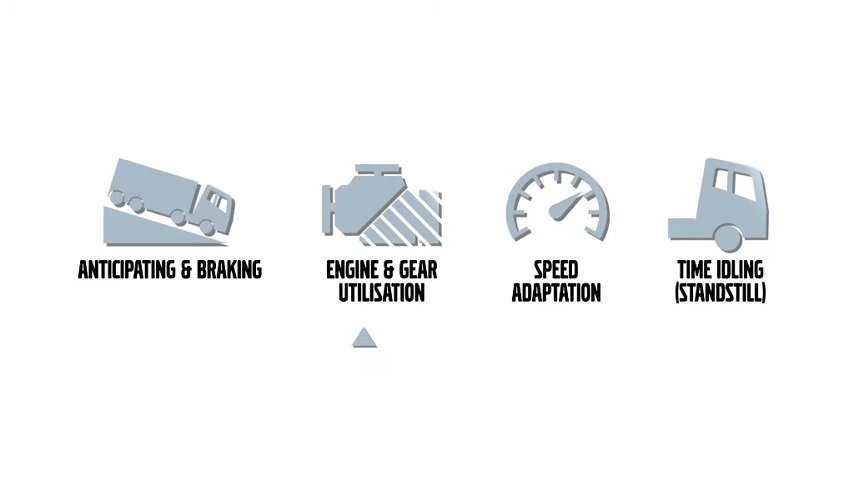 ANTICIPATING & BRAKING
ENGINE & GEAR
UTILISATION
SPEED
ADAPTATION
TIME IDLING
(STANDSTILL)